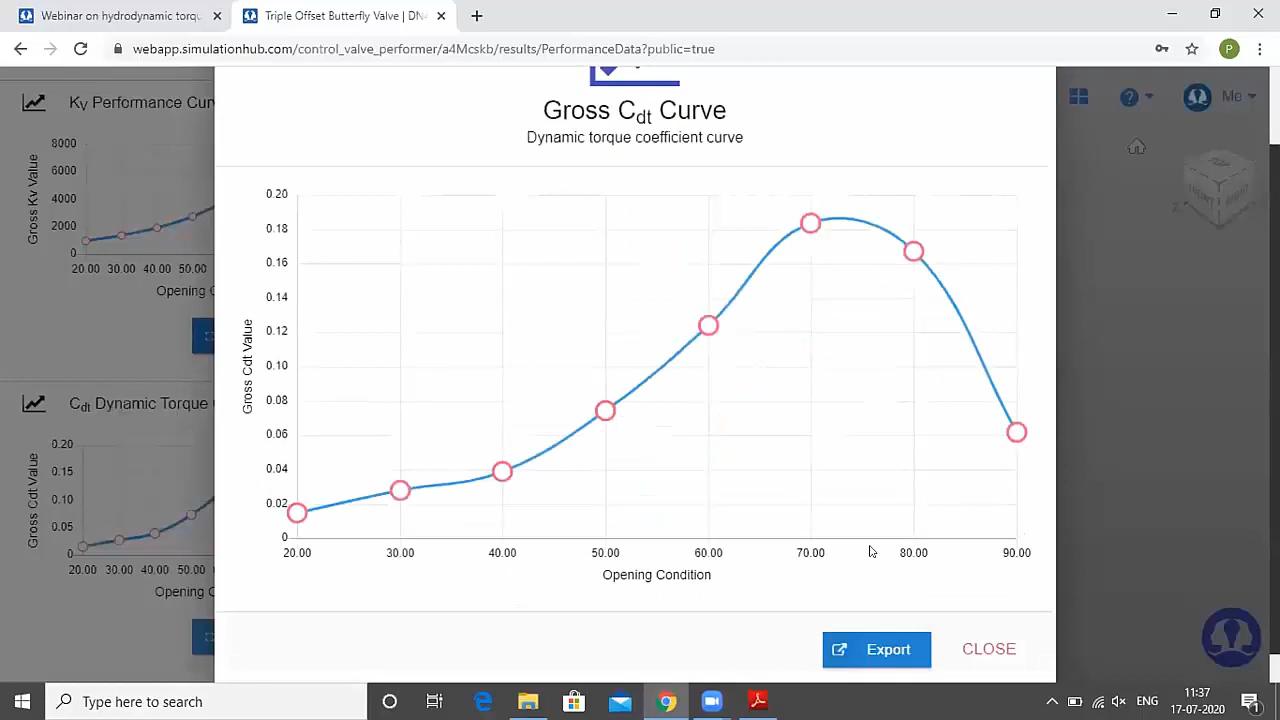 Webinar on hydrodynamic torqu
Triple Offset Butterfly Valve | DN4
webapp.simulationhub.com/control_valve_performer/a4Mcskb/results/PerformanceData?public=true
P
Kv Performance Cur
Gross Kv Value
8000
6000
4000
2000
0
20.00 30.00 40.00 50.00
Opening C
Cdt Dynamic Torque
Gross Cdt Value
0.20
0.15
0.10
0.05
0
20.00 30.00 40.00 50.00
Opening C
Gross Cdt Curve
Dynamic torque coefficient curve
Gross Cdt Value
0.20
0.18
0.16
0.14
0.12
0.10
0.08
0.06
0.04
0.02
0
20.00 30.00 40.00 50.00 60.00 70.00 80.00 90.00
Opening Condition
Export
CLOSE
Me
Type here to search
ENG
11:37
17-07-2020
1